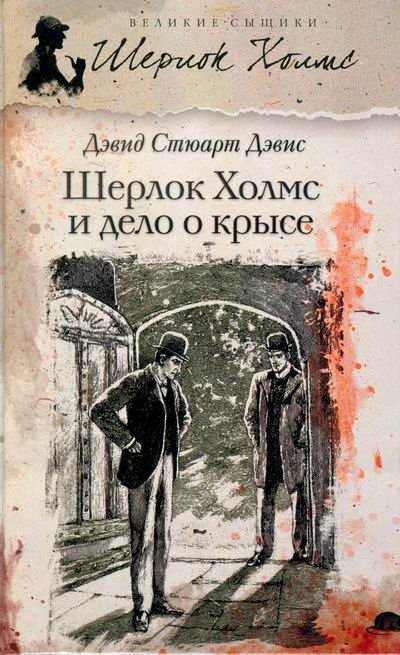 ВЕЛИКИЕ СЫЩИКИ
Шерлок Холмс
Дэвид Стюарт Дэвис
Шерлок Холмс
и дело о крысе